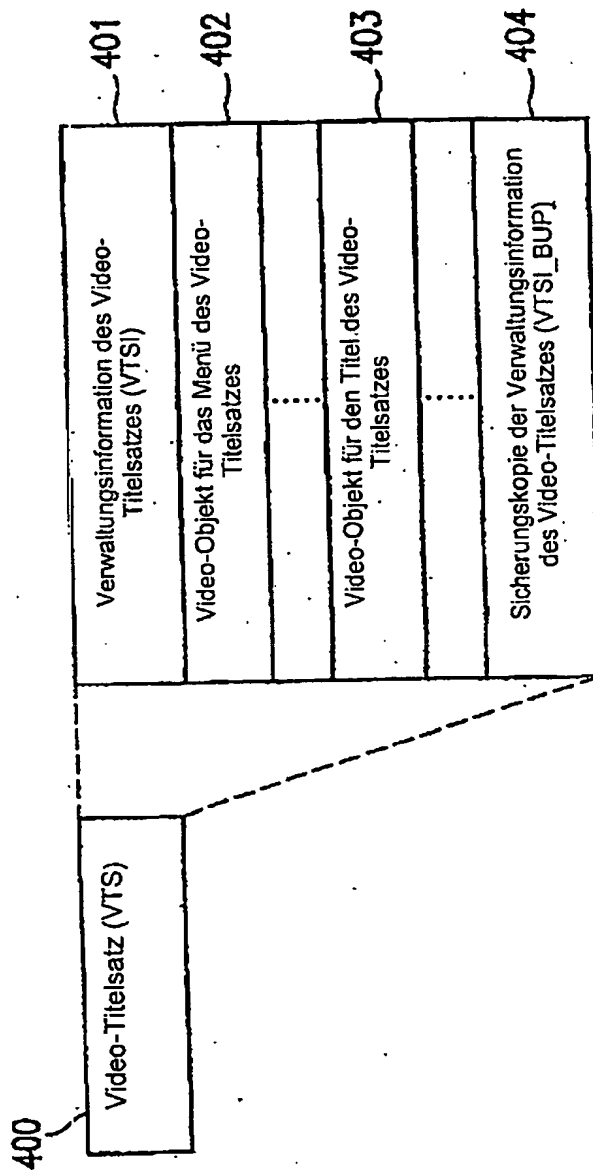 400
Video-Titelsatz (VTS)
Verwaltungsinformation des Video-
Titelsatzes (VTSI)
401
Video-Objekt für das Menü des Video-
Titelsatzes
402
Video-Objekt für den Titel des Video-
Titelsatzes
403
Sicherungskopie der Verwaltungsinformation
des Video-Titelsatzes (VTSI_BUP)
404